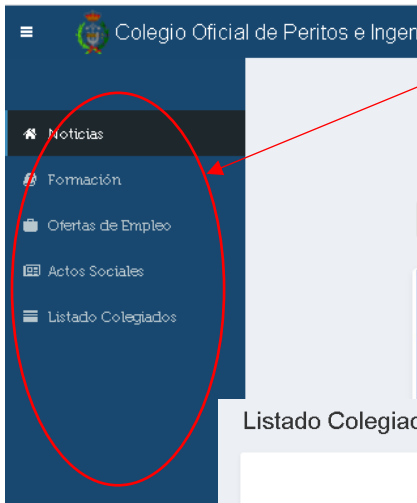 Colegio Oficial de Peritos e Ingen
Noticias
Formación
Ofertas de Empleo
Actos Sociales
Listado Colegiados
Listado Colegiad